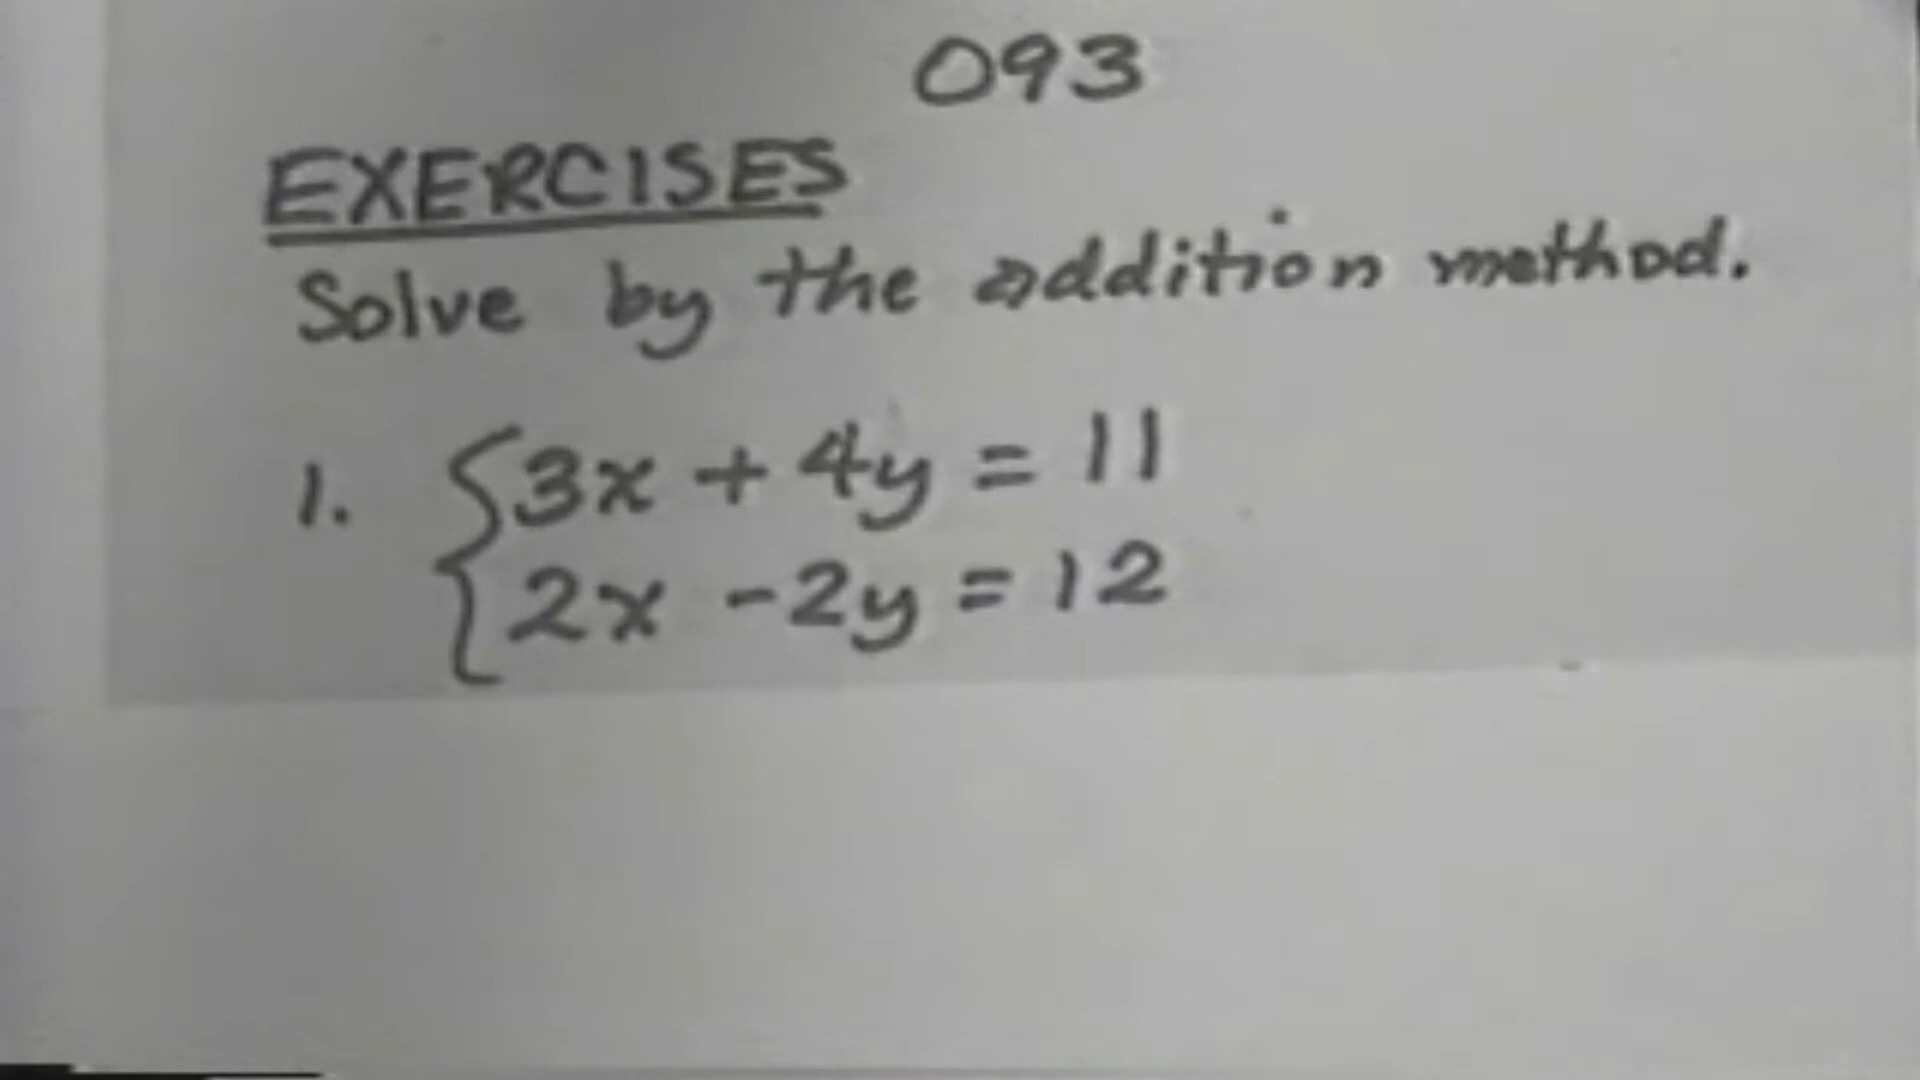 093
EXERCISES
Solve by the addition method.
1. {3x + 4y = 11
2x - 2y = 12